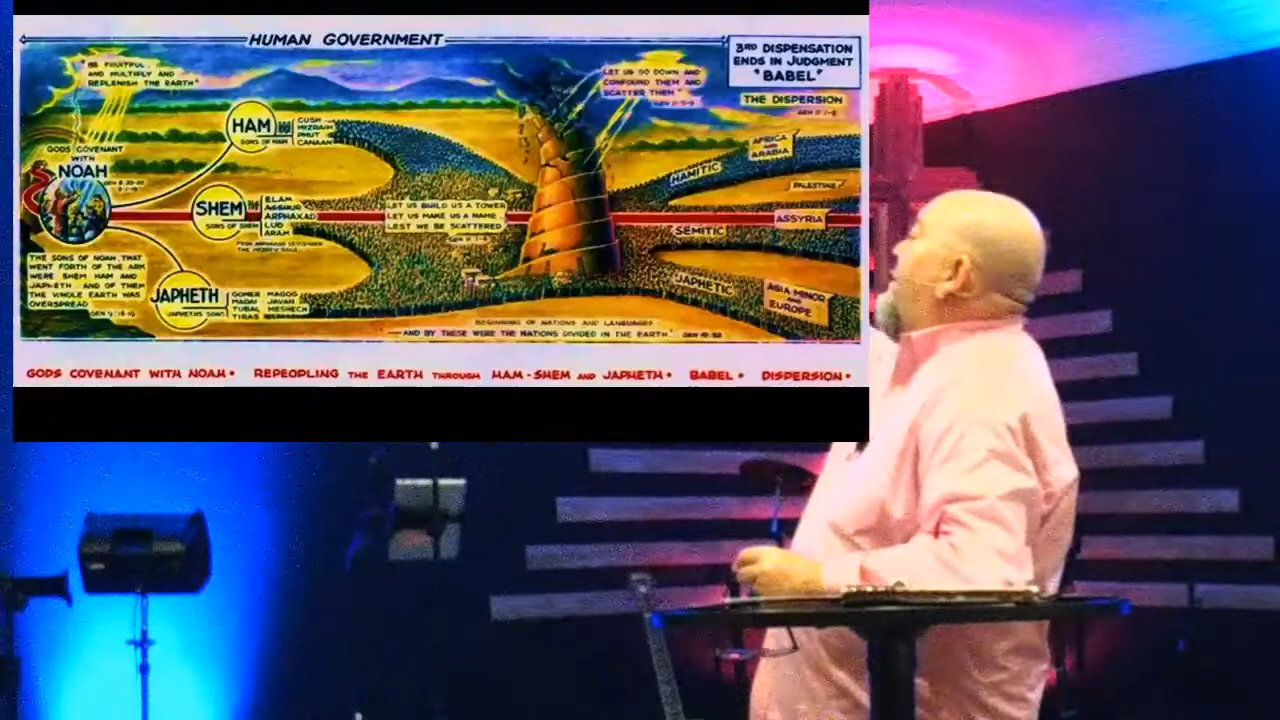 HUMAN GOVERNMENT
3RD DISPENSATION
ENDS IN JUDGMENT
"BABEL"
"BE FRUITFUL,
AND MULTIPLY AND
REPLENISH THE EARTH"
LET US GO DOWN AND
CONFOUND THEM AND
SCATTER THEM"
THE DISPERSION
GODS COVENANT
WITH
NOAH
HAM
SONS OF HAM
CUSH
MIZRAIM
PHUT
CANAAN
SHEM
SONS OF SHEM
ELAM
ASSHUR
ARPHAXAD
LUD
ARAM
LET US BUILD US A TOWER
LET US MAKE US A NAME
LEST WE BE SCATTERED
HAMITIC
AFRICA
AND
ARABIA
PALESTINE
ASSYRIA
SEMITIC
JAPHETIC
ASIA MINOR
AND
EUROPE
THE SONS OF NOAH, THAT
WENT FORTH OF THE ARK
WERE SHEM HAM AND
JAPHETH AND OF THEM
THE WHOLE EARTH WAS
OVERSPREAD
GEN 9:18-19
JAPHETH
JAPHETHS SONS
GOMER MAGOG
MADAI JAVAN
TUBAL MESHECH
TIRAS
BEGINNING OF NATIONS AND LANGUAGES
AND BY THESE WERE THE NATIONS DIVIDED IN THE EARTH"
GODS COVENANT WITH NOAH • REPEOPLING THE EARTH THROUGH HAM-SHEM AND JAPHETH • BABEL • DISPERSION •